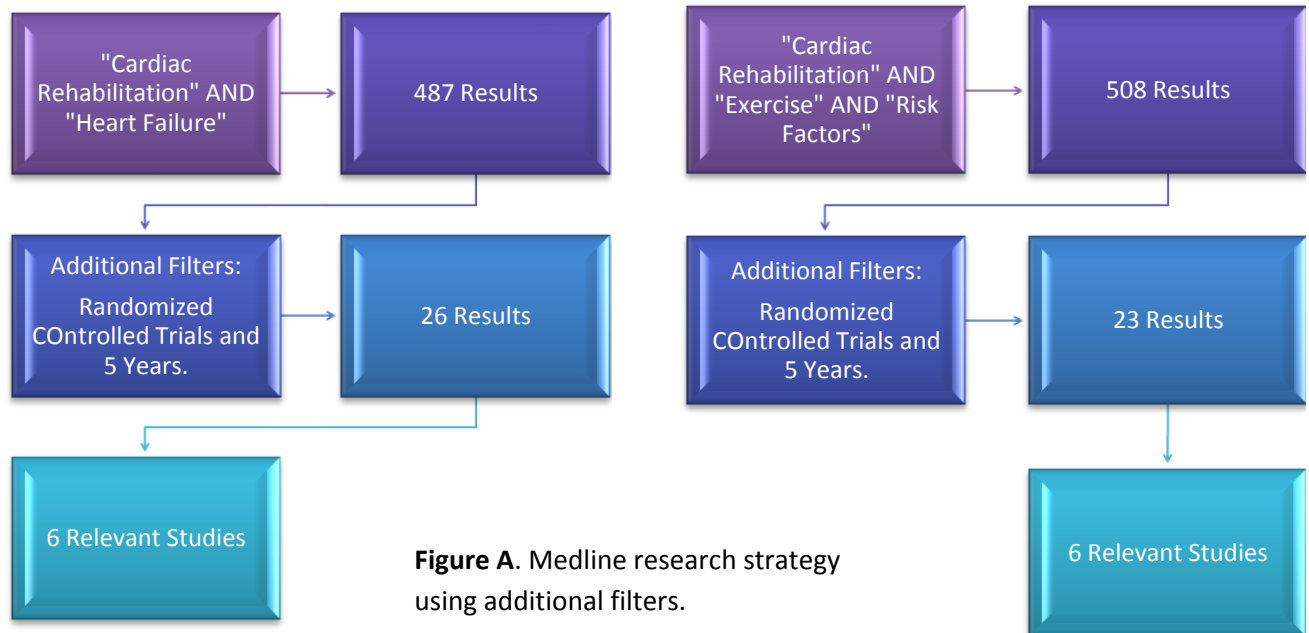 "Cardiac
Rehabilitation" AND
"Heart Failure"
487 Results
Additional Filters:
Randomized
COntrolled Trials and
5 Years.
26 Results
6 Relevant Studies
"Cardiac
Rehabilitation" AND
"Exercise" AND "Risk
Factors"
508 Results
Additional Filters:
Randomized
COntrolled Trials and
5 Years.
23 Results
6 Relevant Studies
Figure A. Medline research strategy
using additional filters.